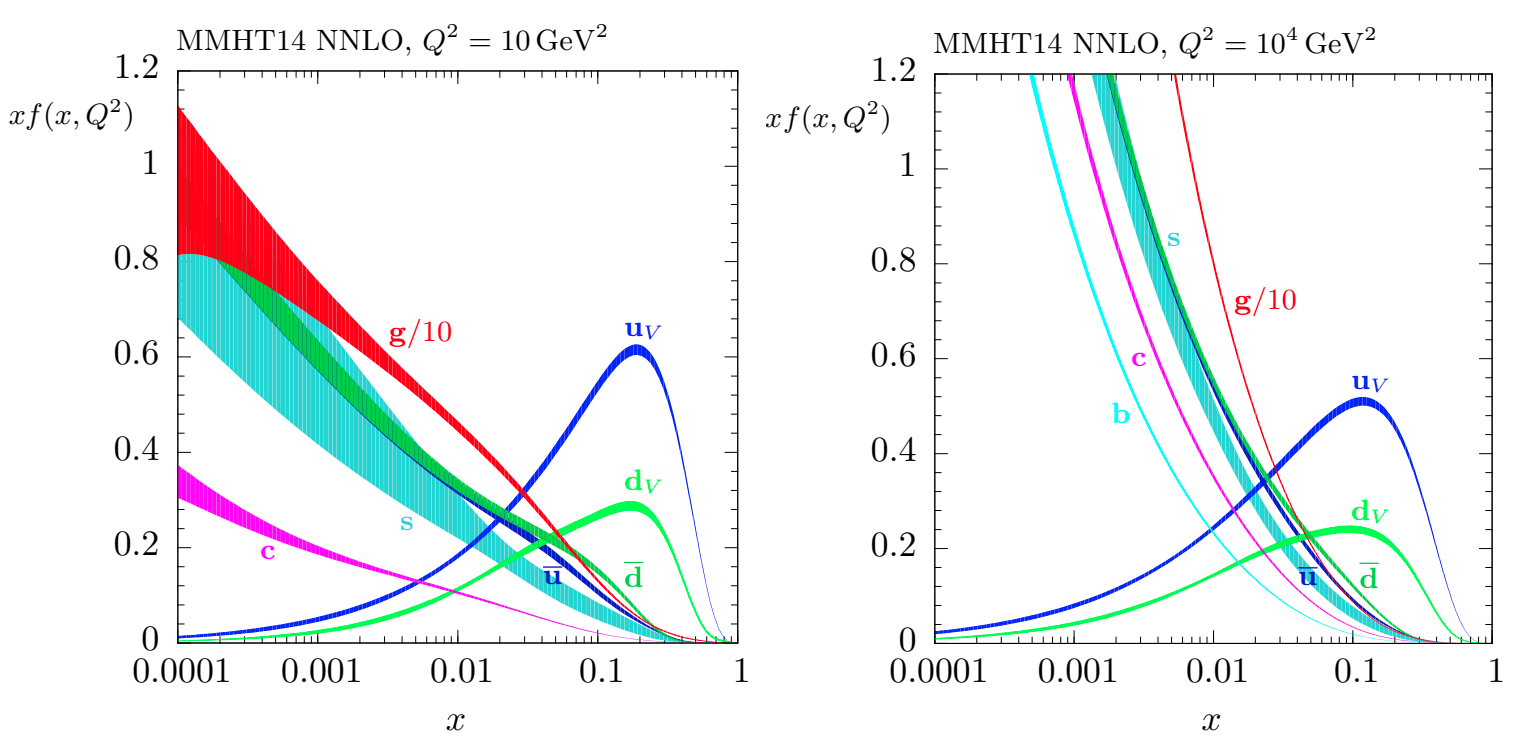 MMHT14 NNLO, Q² = 10 GeV²
xf(x, Q²)
1.2
1
0.8
0.6
0.4
0.2
0
g/10
u_V
d_V
s
c
u̅
d̅
0.0001 0.001 0.01 0.1 1
x
MMHT14 NNLO, Q² = 10⁴ GeV²
xf(x, Q²)
1.2
1
0.8
0.6
0.4
0.2
0
s
g/10
c
u_V
b
d_V
u̅
d̅
0.0001 0.001 0.01 0.1 1
x